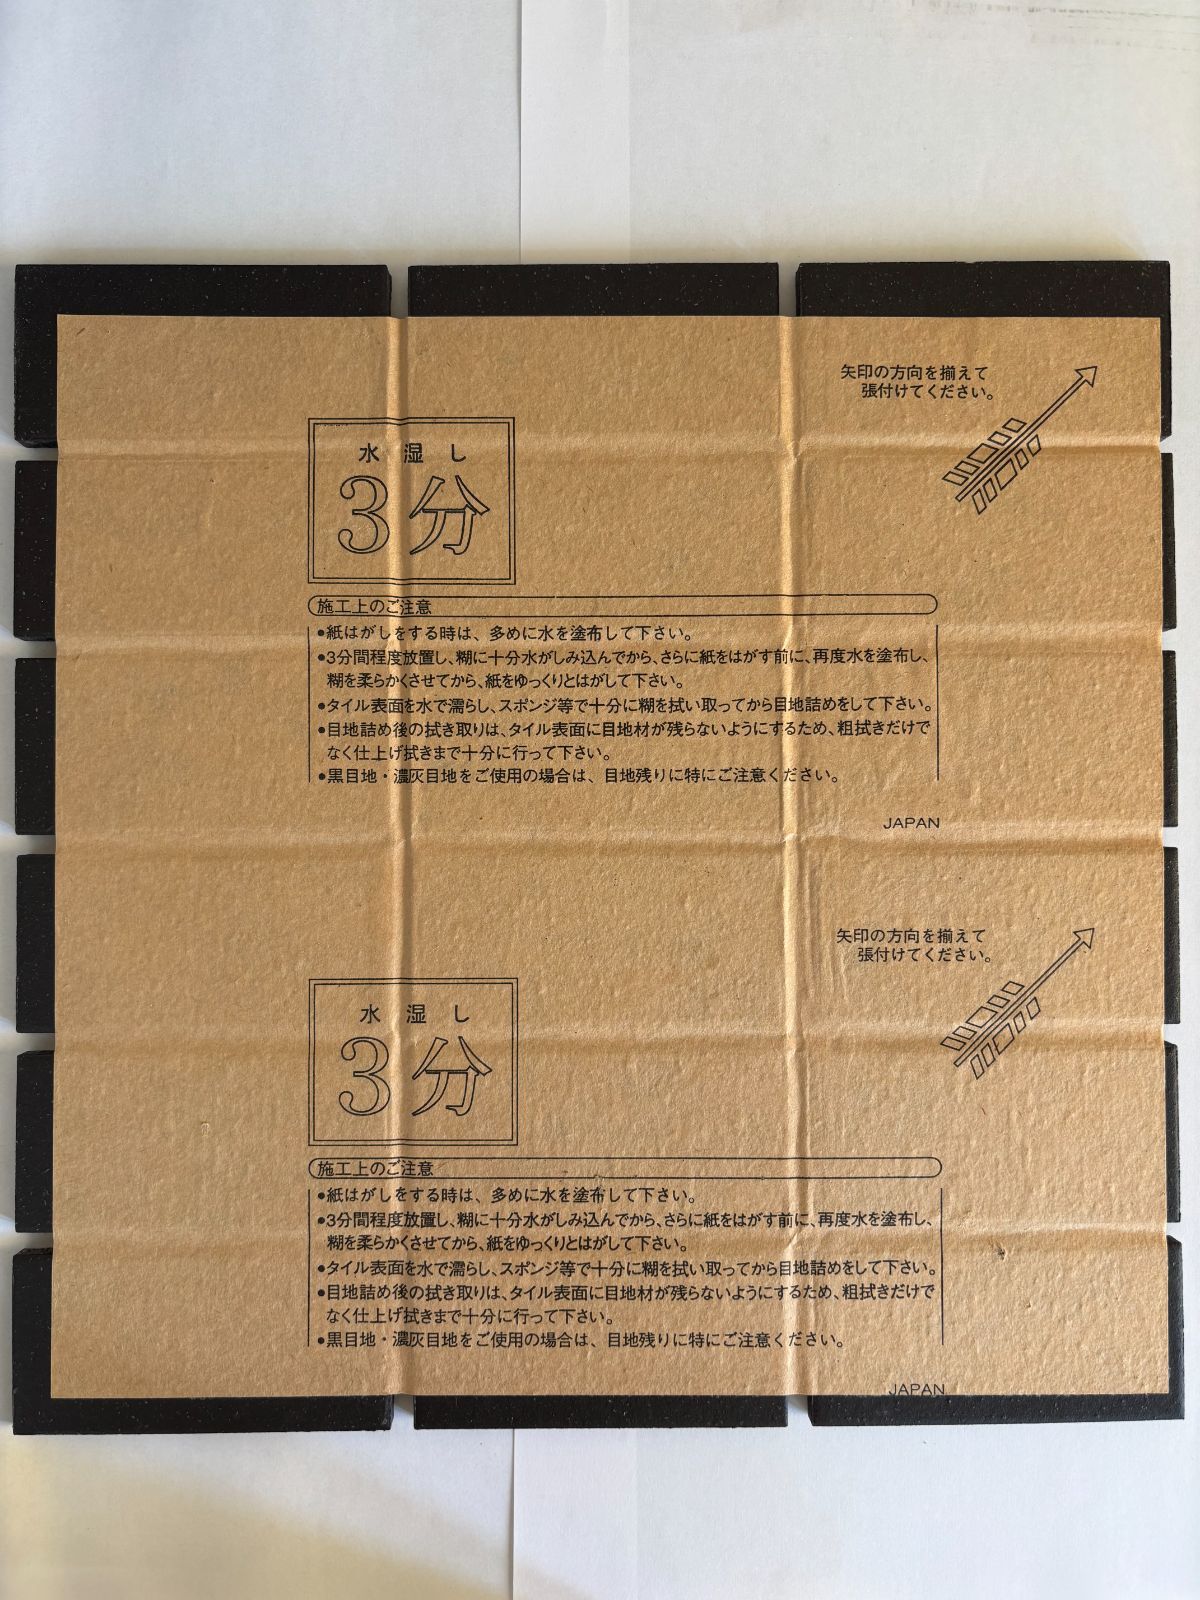 矢印の方向を揃えて
張付けてください。
水湿し
3分
施工上のご注意
●紙はがしをする時は、多めに水を塗布して下さい。
●3分間程度放置し、糊に十分水がしみ込んでから、さらに紙をはがす前に、再度水を塗布し、
糊を柔らかくさせてから、紙をゆっくりとはがして下さい。
●タイル表面を水で濡らし、スポンジ等で十分に糊を拭い取ってから目地詰めをして下さい。
●目地詰め後の拭き取りは、タイル表面に目地材が残らないようにするため、粗拭きだけで
なく仕上げ拭きまで十分に行って下さい。
●黒目地・濃灰目地をご使用の場合は、目地残りに特にご注意ください。
JAPAN
矢印の方向を揃えて
張付けてください。
水湿し
3分
施工上のご注意
●紙はがしをする時は、多めに水を塗布して下さい。
●3分間程度放置し、糊に十分水がしみ込んでから、さらに紙をはがす前に、再度水を塗布し、
糊を柔らかくさせてから、紙をゆっくりとはがして下さい。
●タイル表面を水で濡らし、スポンジ等で十分に糊を拭い取ってから目地詰めをして下さい。
●目地詰め後の拭き取りは、タイル表面に目地材が残らないようにするため、粗拭きだけで
なく仕上げ拭きまで十分に行って下さい。
●黒目地・濃灰目地をご使用の場合は、目地残りに特にご注意ください。
JAPAN